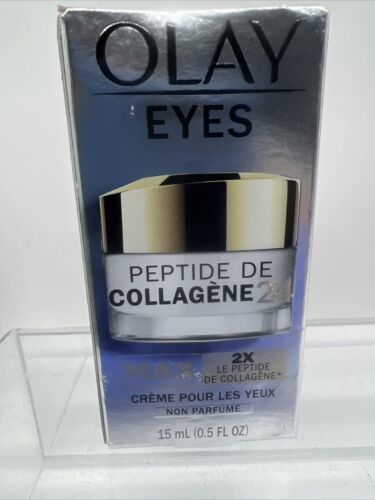 OLAY
EYES
PEPTIDE DE
COLLAGÈNE 24
MAX
2X
LE PEPTIDE
DE COLLAGÈNE*
CRÈME POUR LES YEUX
NON PARFUMÉ
15 mL (0.5 FL OZ)